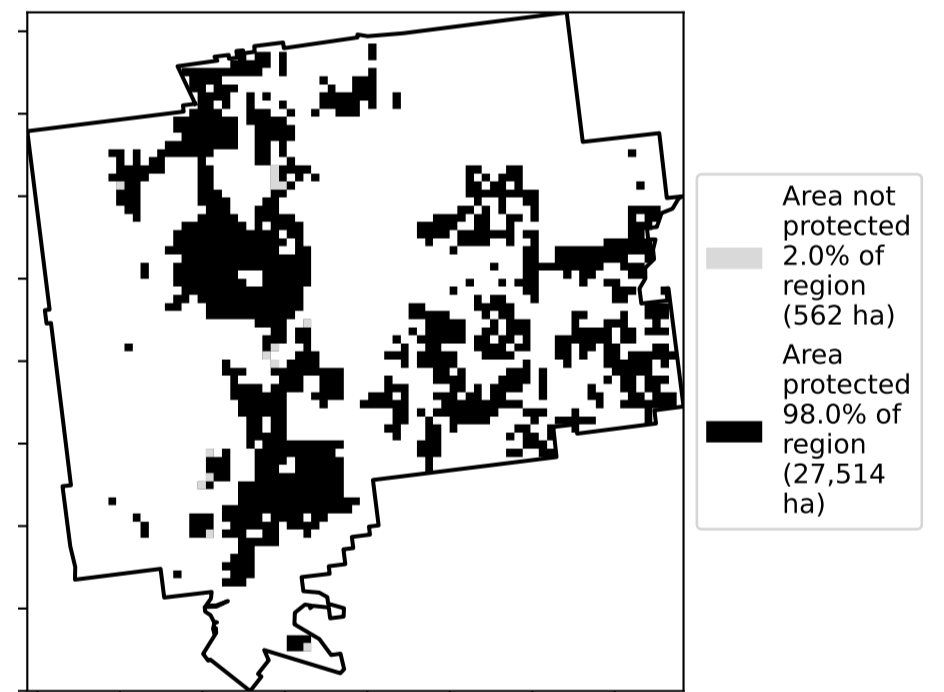 Area not
protected
2.0% of
region
(562 ha)
Area
protected
98.0% of
region
(27,514
ha)